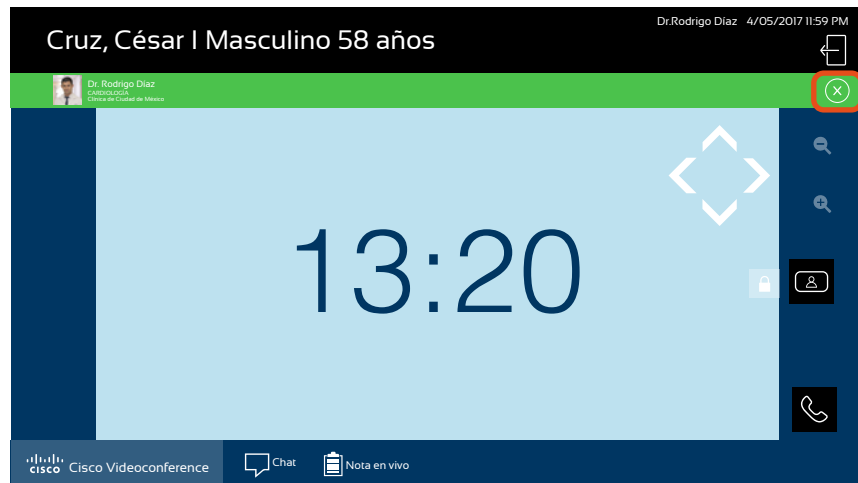 Cruz, César I Masculino 58 años
Dr.Rodrigo Díaz 4/05/2017 11:59 PM
Dr. Rodrigo Díaz
CARDIOLOGÍA
Clínica de Ciudad de México
13:20
CISCO Cisco Videoconference
Chat
Nota en vivo